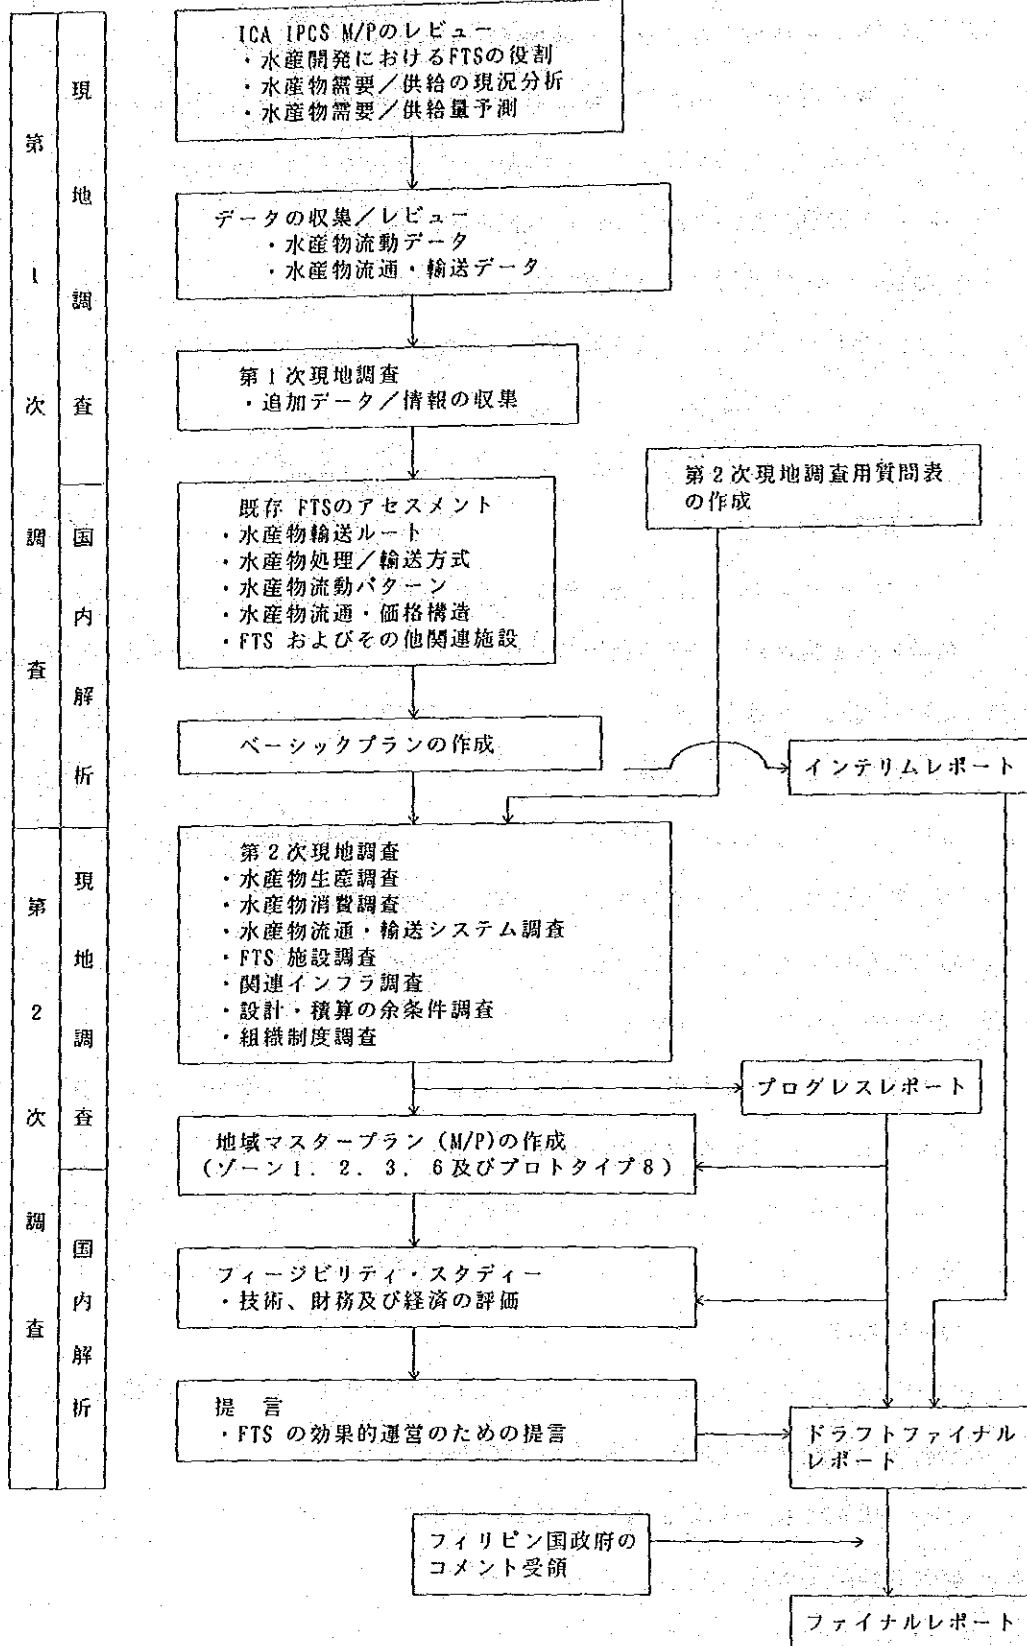 第1次調査
現地調査
国内解析
第2次調査
現地調査
国内解析
ICA IPCS M/Pのレビュー
・水産開発におけるFTSの役割
・水産物需要／供給の現況分析
・水産物需要／供給量予測
データの収集／レビュー
・水産物流動データ
・水産物流通・輸送データ
第1次現地調査
・追加データ／情報の収集
第2次現地調査用質問表
の作成
既存 FTSのアセスメント
・水産物輸送ルート
・水産物処理／輸送方式
・水産物流動パターン
・水産物流通・価格構造
・FTS およびその他関連施設
ベーシックプランの作成
インテリムレポート
第2次現地調査
・水産物生産調査
・水産物消費調査
・水産物流通・輸送システム調査
・FTS 施設調査
・関連インフラ調査
・設計・積算の余条件調査
・組織制度調査
プログレスレポート
地域マスタープラン (M/P)の作成
(ゾーン1．2．3．6及びプロトタイプ8)
フィージビリティ・スタディー
・技術、財務及び経済の評価
提　言
・FTS の効果的運営のための提言
ドラフトファイナル
レポート
フィリピン国政府の
コメント受領
ファイナルレポート